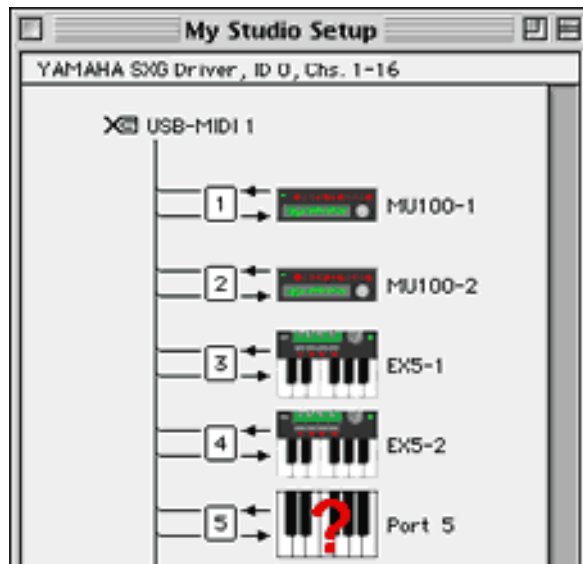 My Studio Setup
YAMAHA SXG Driver, ID 0, Chs. 1-16
USB-MIDI 1
1 MU100-1
2 MU100-2
3 EX5-1
4 EX5-2
5 ? Port 5